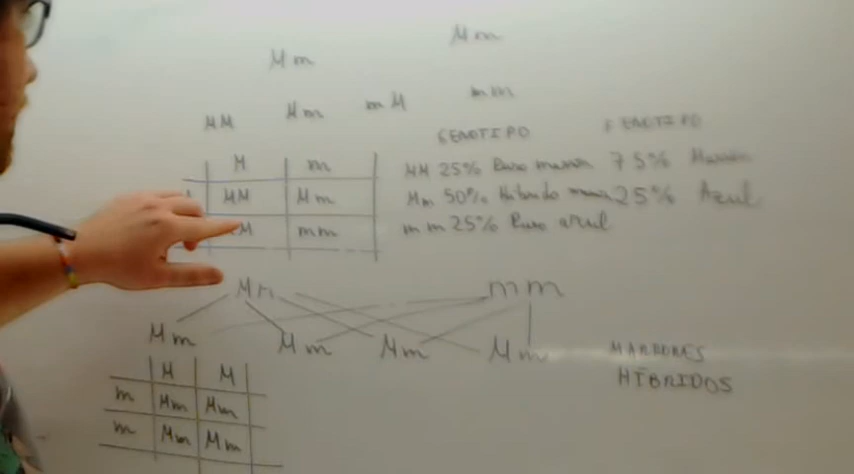 Mm
Mm
MM Mm mM mm
GENOTIPO FENOTIPO
M m
MM Mm
M mm
MM 25% Puro marrón 75% Marrón
Mm 50% Híbrido marrón 25% Azul
mm 25% Puro azul
mm
Mm Mm Mm Mm
MARRONES
HÍBRIDOS
M M
m Mm Mm
m Mm Mm